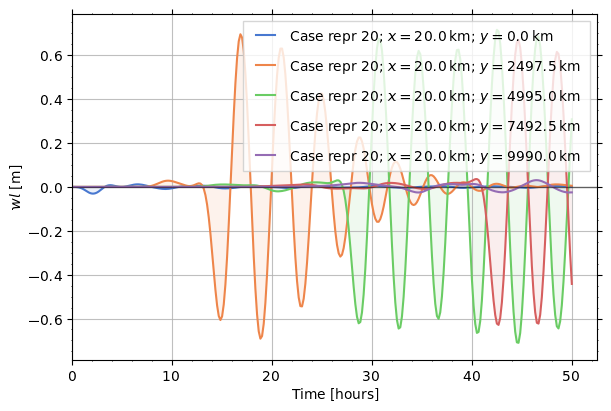 0.6
0.4
0.2
0.0
−0.2
−0.4
−0.6
wl [m]
Case repr 20; x = 20.0 km; y = 0.0 km
Case repr 20; x = 20.0 km; y = 2497.5 km
Case repr 20; x = 20.0 km; y = 4995.0 km
Case repr 20; x = 20.0 km; y = 7492.5 km
Case repr 20; x = 20.0 km; y = 9990.0 km
0 10 20 30 40 50
Time [hours]